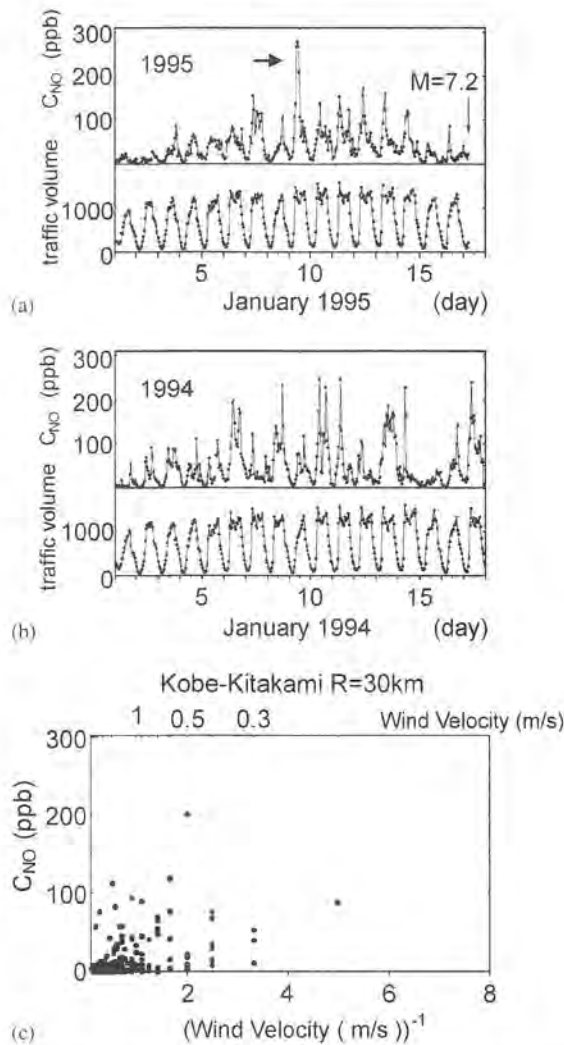 300
C_NO (ppb)
200
100
1995
M=7.2
traffic volume
1000
0
5
10
15
January 1995
(day)
(a)
300
C_NO (ppb)
200
100
1994
traffic volume
1000
0
5
10
15
January 1994
(day)
(b)
Kobe-Kitakami R=30km
1
0.5
0.3
Wind Velocity (m/s)
300
200
100
0
C_NO (ppb)
2
4
6
8
(Wind Velocity ( m/s ))^-1
(c)